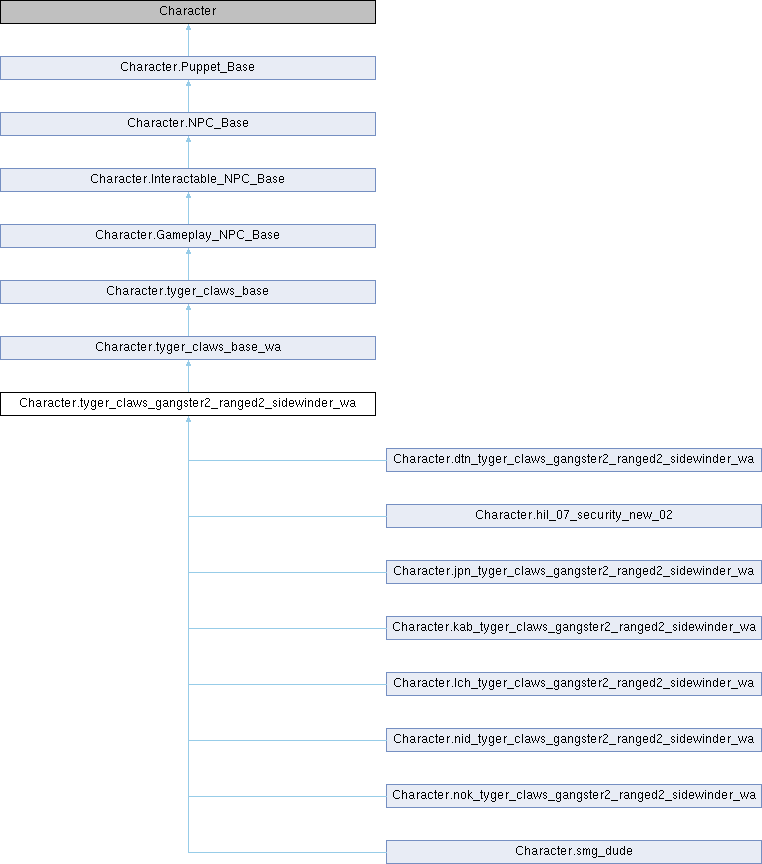 Character
Character.Puppet_Base
Character.NPC_Base
Character.Interactable_NPC_Base
Character.Gameplay_NPC_Base
Character.tyger_claws_base
Character.tyger_claws_base_wa
Character.tyger_claws_gangster2_ranged2_sidewinder_wa
Character.dtn_tyger_claws_gangster2_ranged2_sidewinder_wa
Character.hil_07_security_new_02
Character.jpn_tyger_claws_gangster2_ranged2_sidewinder_wa
Character.kab_tyger_claws_gangster2_ranged2_sidewinder_wa
Character.lch_tyger_claws_gangster2_ranged2_sidewinder_wa
Character.nid_tyger_claws_gangster2_ranged2_sidewinder_wa
Character.nok_tyger_claws_gangster2_ranged2_sidewinder_wa
Character.smg_dude